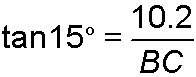 tan15° = 10.2/BC